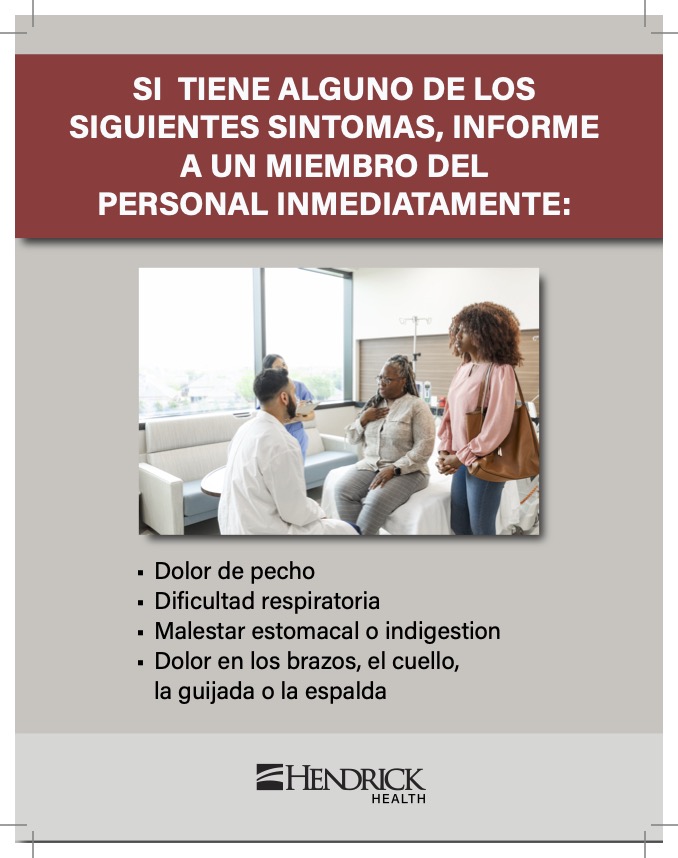 SI  TIENE ALGUNO DE LOS
SIGUIENTES SINTOMAS, INFORME
A UN MIEMBRO DEL
PERSONAL INMEDIATAMENTE:
▪ Dolor de pecho
▪ Dificultad respiratoria
▪ Malestar estomacal o indigestion
▪ Dolor en los brazos, el cuello,
la guijada o la espalda
HENDRICK
HEALTH